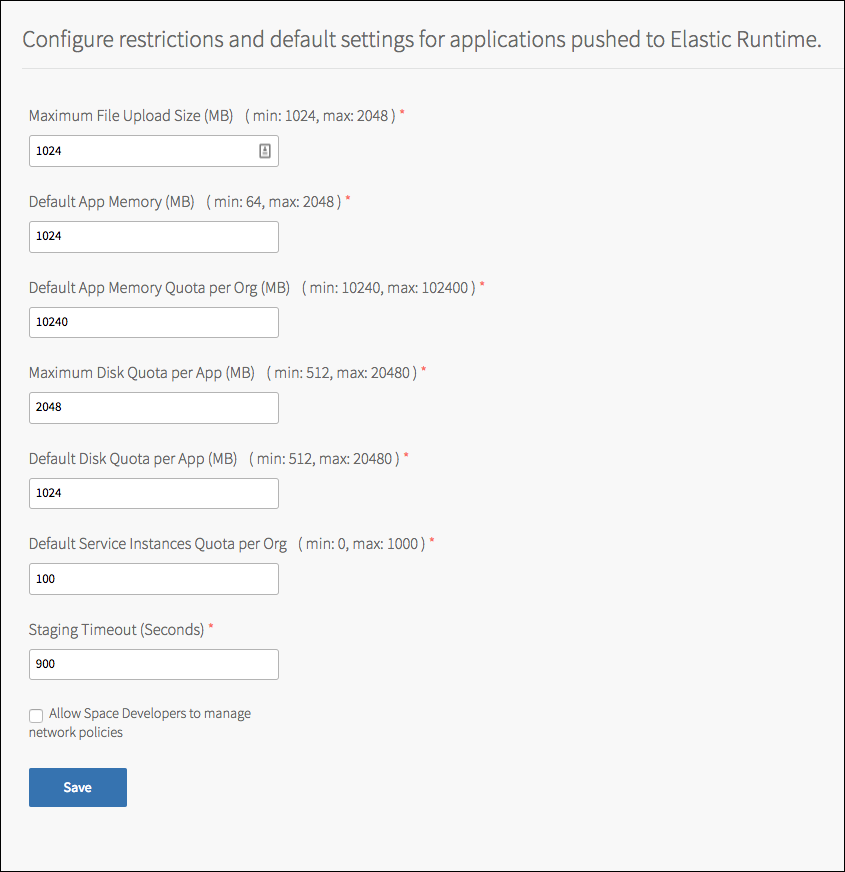 Configure restrictions and default settings for applications pushed to Elastic Runtime.
Maximum File Upload Size (MB) ( min: 1024, max: 2048 ) *
1024
Default App Memory (MB) ( min: 64, max: 2048 ) *
1024
Default App Memory Quota per Org (MB) ( min: 10240, max: 102400 ) *
10240
Maximum Disk Quota per App (MB) ( min: 512, max: 20480 ) *
2048
Default Disk Quota per App (MB) ( min: 512, max: 20480 ) *
1024
Default Service Instances Quota per Org ( min: 0, max: 1000 ) *
100
Staging Timeout (Seconds) *
900
Allow Space Developers to manage
network policies
Save